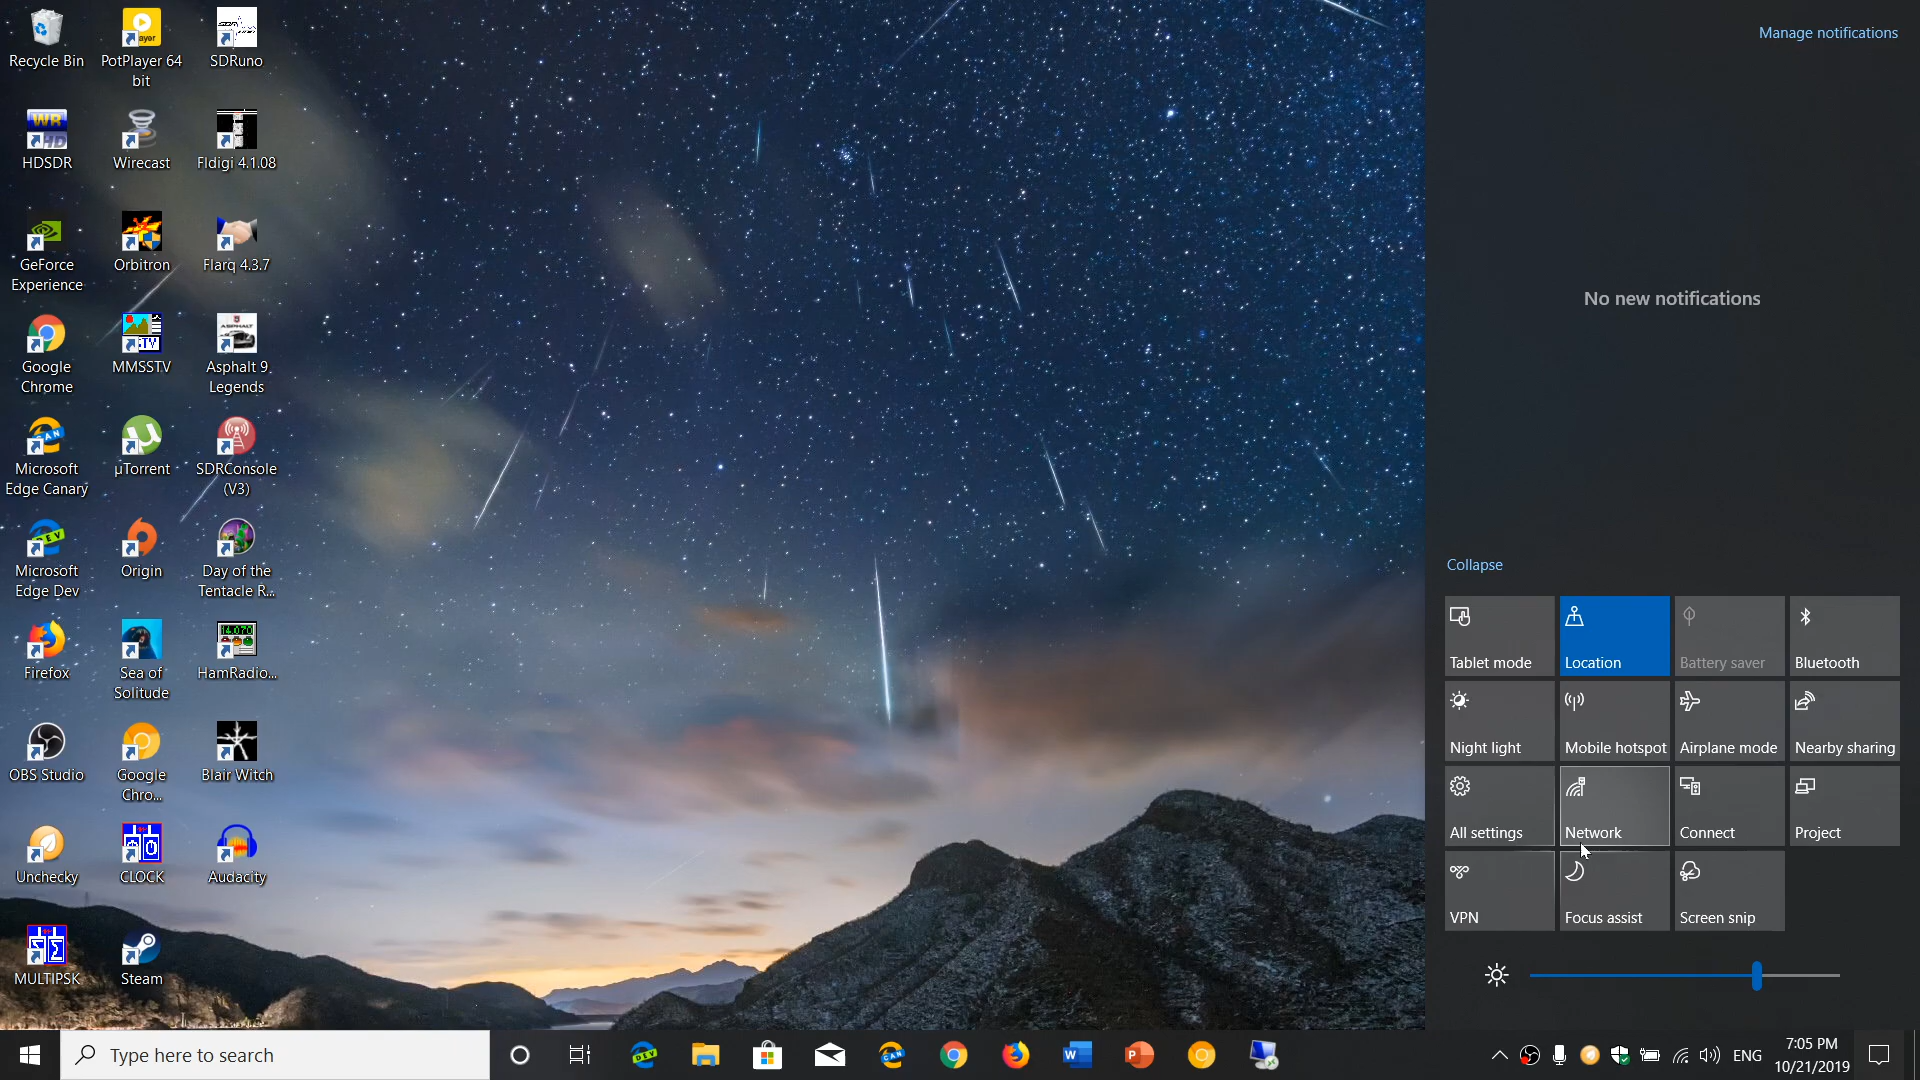 Recycle Bin
PotPlayer 64
bit
SDRuno
HDSDR
Wirecast
Fldigi 4.1.08
GeForce
Experience
Orbitron
Flarq 4.3.7
Google
Chrome
MMSSTV
Asphalt 9
Legends
Microsoft
Edge Canary
µTorrent
SDRConsole
(V3)
Microsoft
Edge Dev
Origin
Day of the
Tentacle R...
Firefox
Sea of
Solitude
HamRadio...
OBS Studio
Google
Chro...
Blair Witch
Unchecky
CLOCK
Audacity
MULTIPSK
Steam
Manage notifications
No new notifications
Collapse
Tablet mode
Location
Battery saver
Bluetooth
Night light
Mobile hotspot
Airplane mode
Nearby sharing
All settings
Network
Connect
Project
VPN
Focus assist
Screen snip
Type here to search
ENG
7:05 PM
10/21/2019